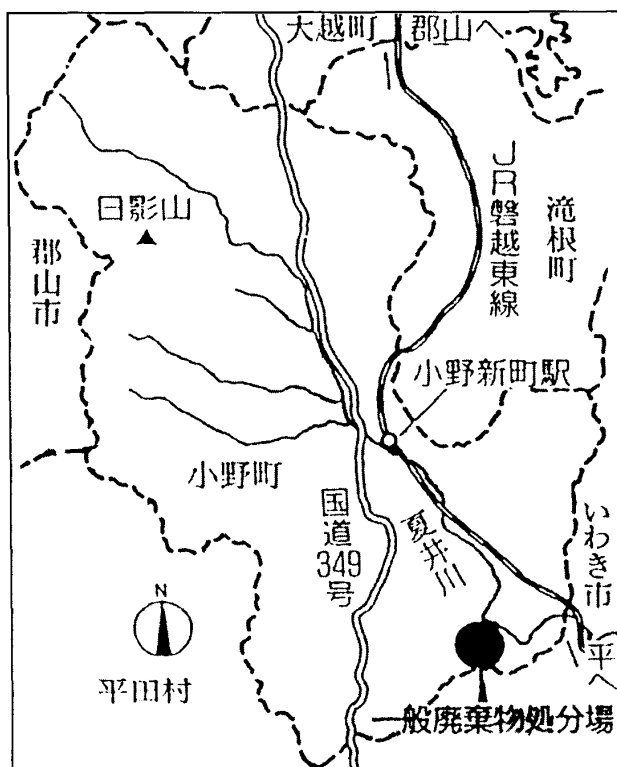 大越町
郡山へ
日影山
郡山市
JR磐越東線
滝根町
小野新町駅
小野町
国道349号
夏井川
いわき市
N
平田村
平へ
一般廃棄物処分場